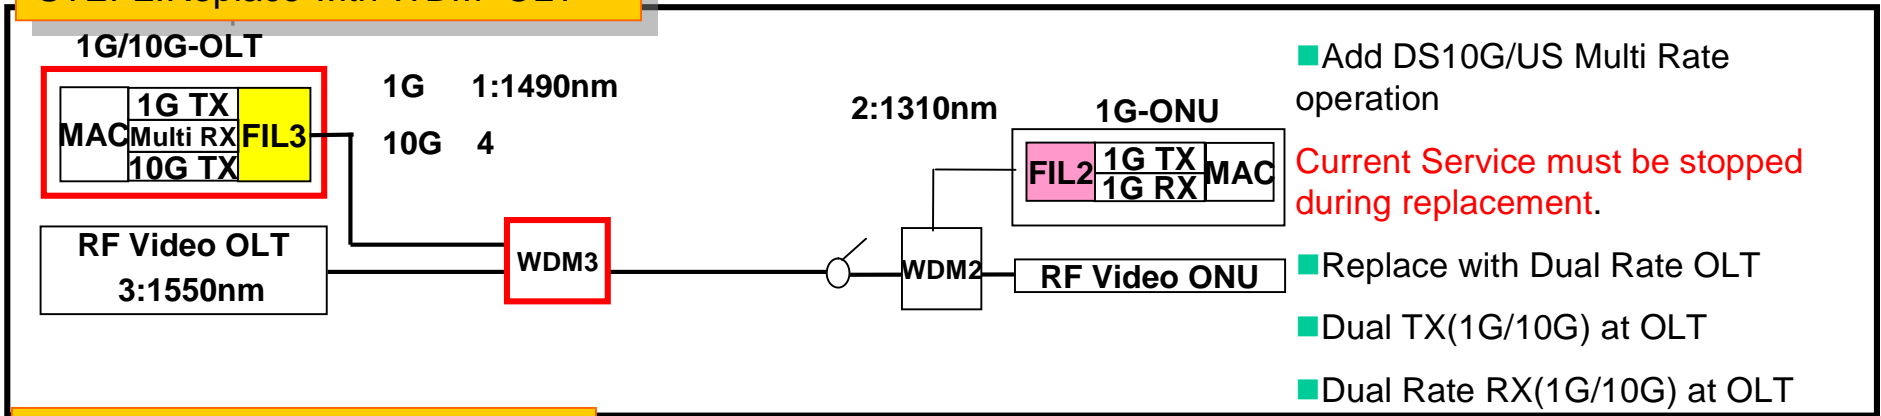 1G/10G-OLT
MAC
1G TX
Multi RX
10G TX
FIL3
1G 1:1490nm
10G 4
RF Video OLT
3:1550nm
WDM3
2:1310nm
1G-ONU
FIL2
1G TX
1G RX
MAC
WDM2
RF Video ONU
Add DS10G/US Multi Rate
operation
Current Service must be stopped
during replacement.
Replace with Dual Rate OLT
Dual TX(1G/10G) at OLT
Dual Rate RX(1G/10G) at OLT